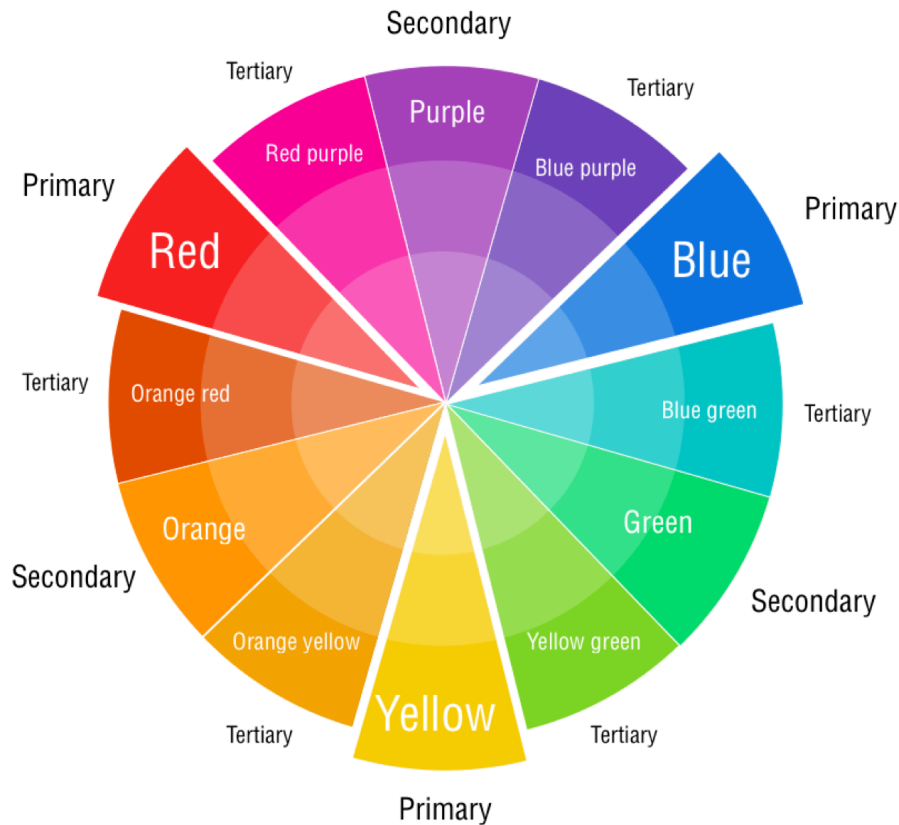 Secondary
Tertiary
Tertiary
Purple
Red purple
Blue purple
Primary
Primary
Red
Blue
Tertiary
Orange red
Blue green
Tertiary
Orange
Green
Secondary
Secondary
Orange yellow
Yellow green
Yellow
Tertiary
Tertiary
Primary